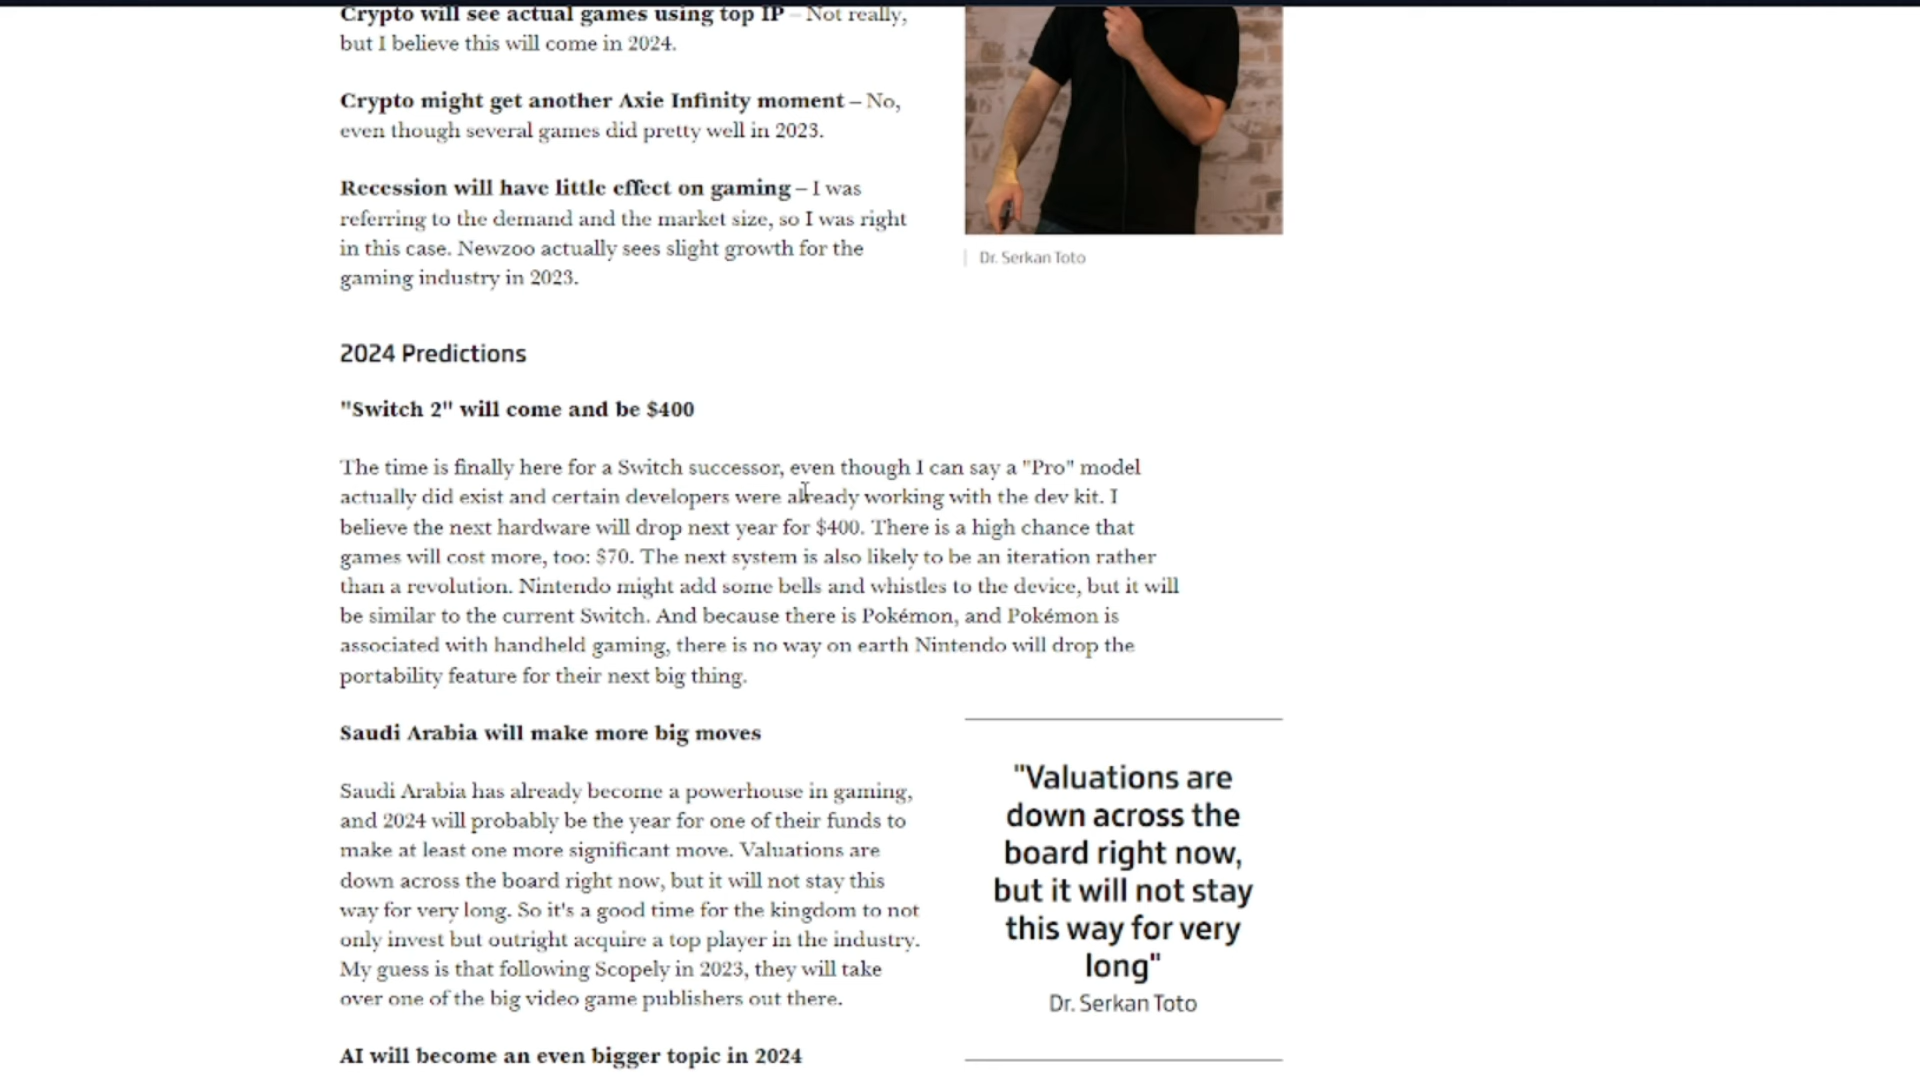 Crypto will see actual games using top IP – Not really,
but I believe this will come in 2024.
Crypto might get another Axie Infinity moment – No,
even though several games did pretty well in 2023.
Recession will have little effect on gaming – I was
referring to the demand and the market size, so I was right
in this case. Newzoo actually sees slight growth for the
gaming industry in 2023.
Dr. Serkan Toto
2024 Predictions
"Switch 2" will come and be $400
The time is finally here for a Switch successor, even though I can say a "Pro" model
actually did exist and certain developers were already working with the dev kit. I
believe the next hardware will drop next year for $400. There is a high chance that
games will cost more, too: $70. The next system is also likely to be an iteration rather
than a revolution. Nintendo might add some bells and whistles to the device, but it will
be similar to the current Switch. And because there is Pokémon, and Pokémon is
associated with handheld gaming, there is no way on earth Nintendo will drop the
portability feature for their next big thing.
Saudi Arabia will make more big moves
Saudi Arabia has already become a powerhouse in gaming,
and 2024 will probably be the year for one of their funds to
make at least one more significant move. Valuations are
down across the board right now, but it will not stay this
way for very long. So it's a good time for the kingdom to not
only invest but outright acquire a top player in the industry.
My guess is that following Scopely in 2023, they will take
over one of the big video game publishers out there.
"Valuations are
down across the
board right now,
but it will not stay
this way for very
long"
Dr. Serkan Toto
AI will become an even bigger topic in 2024